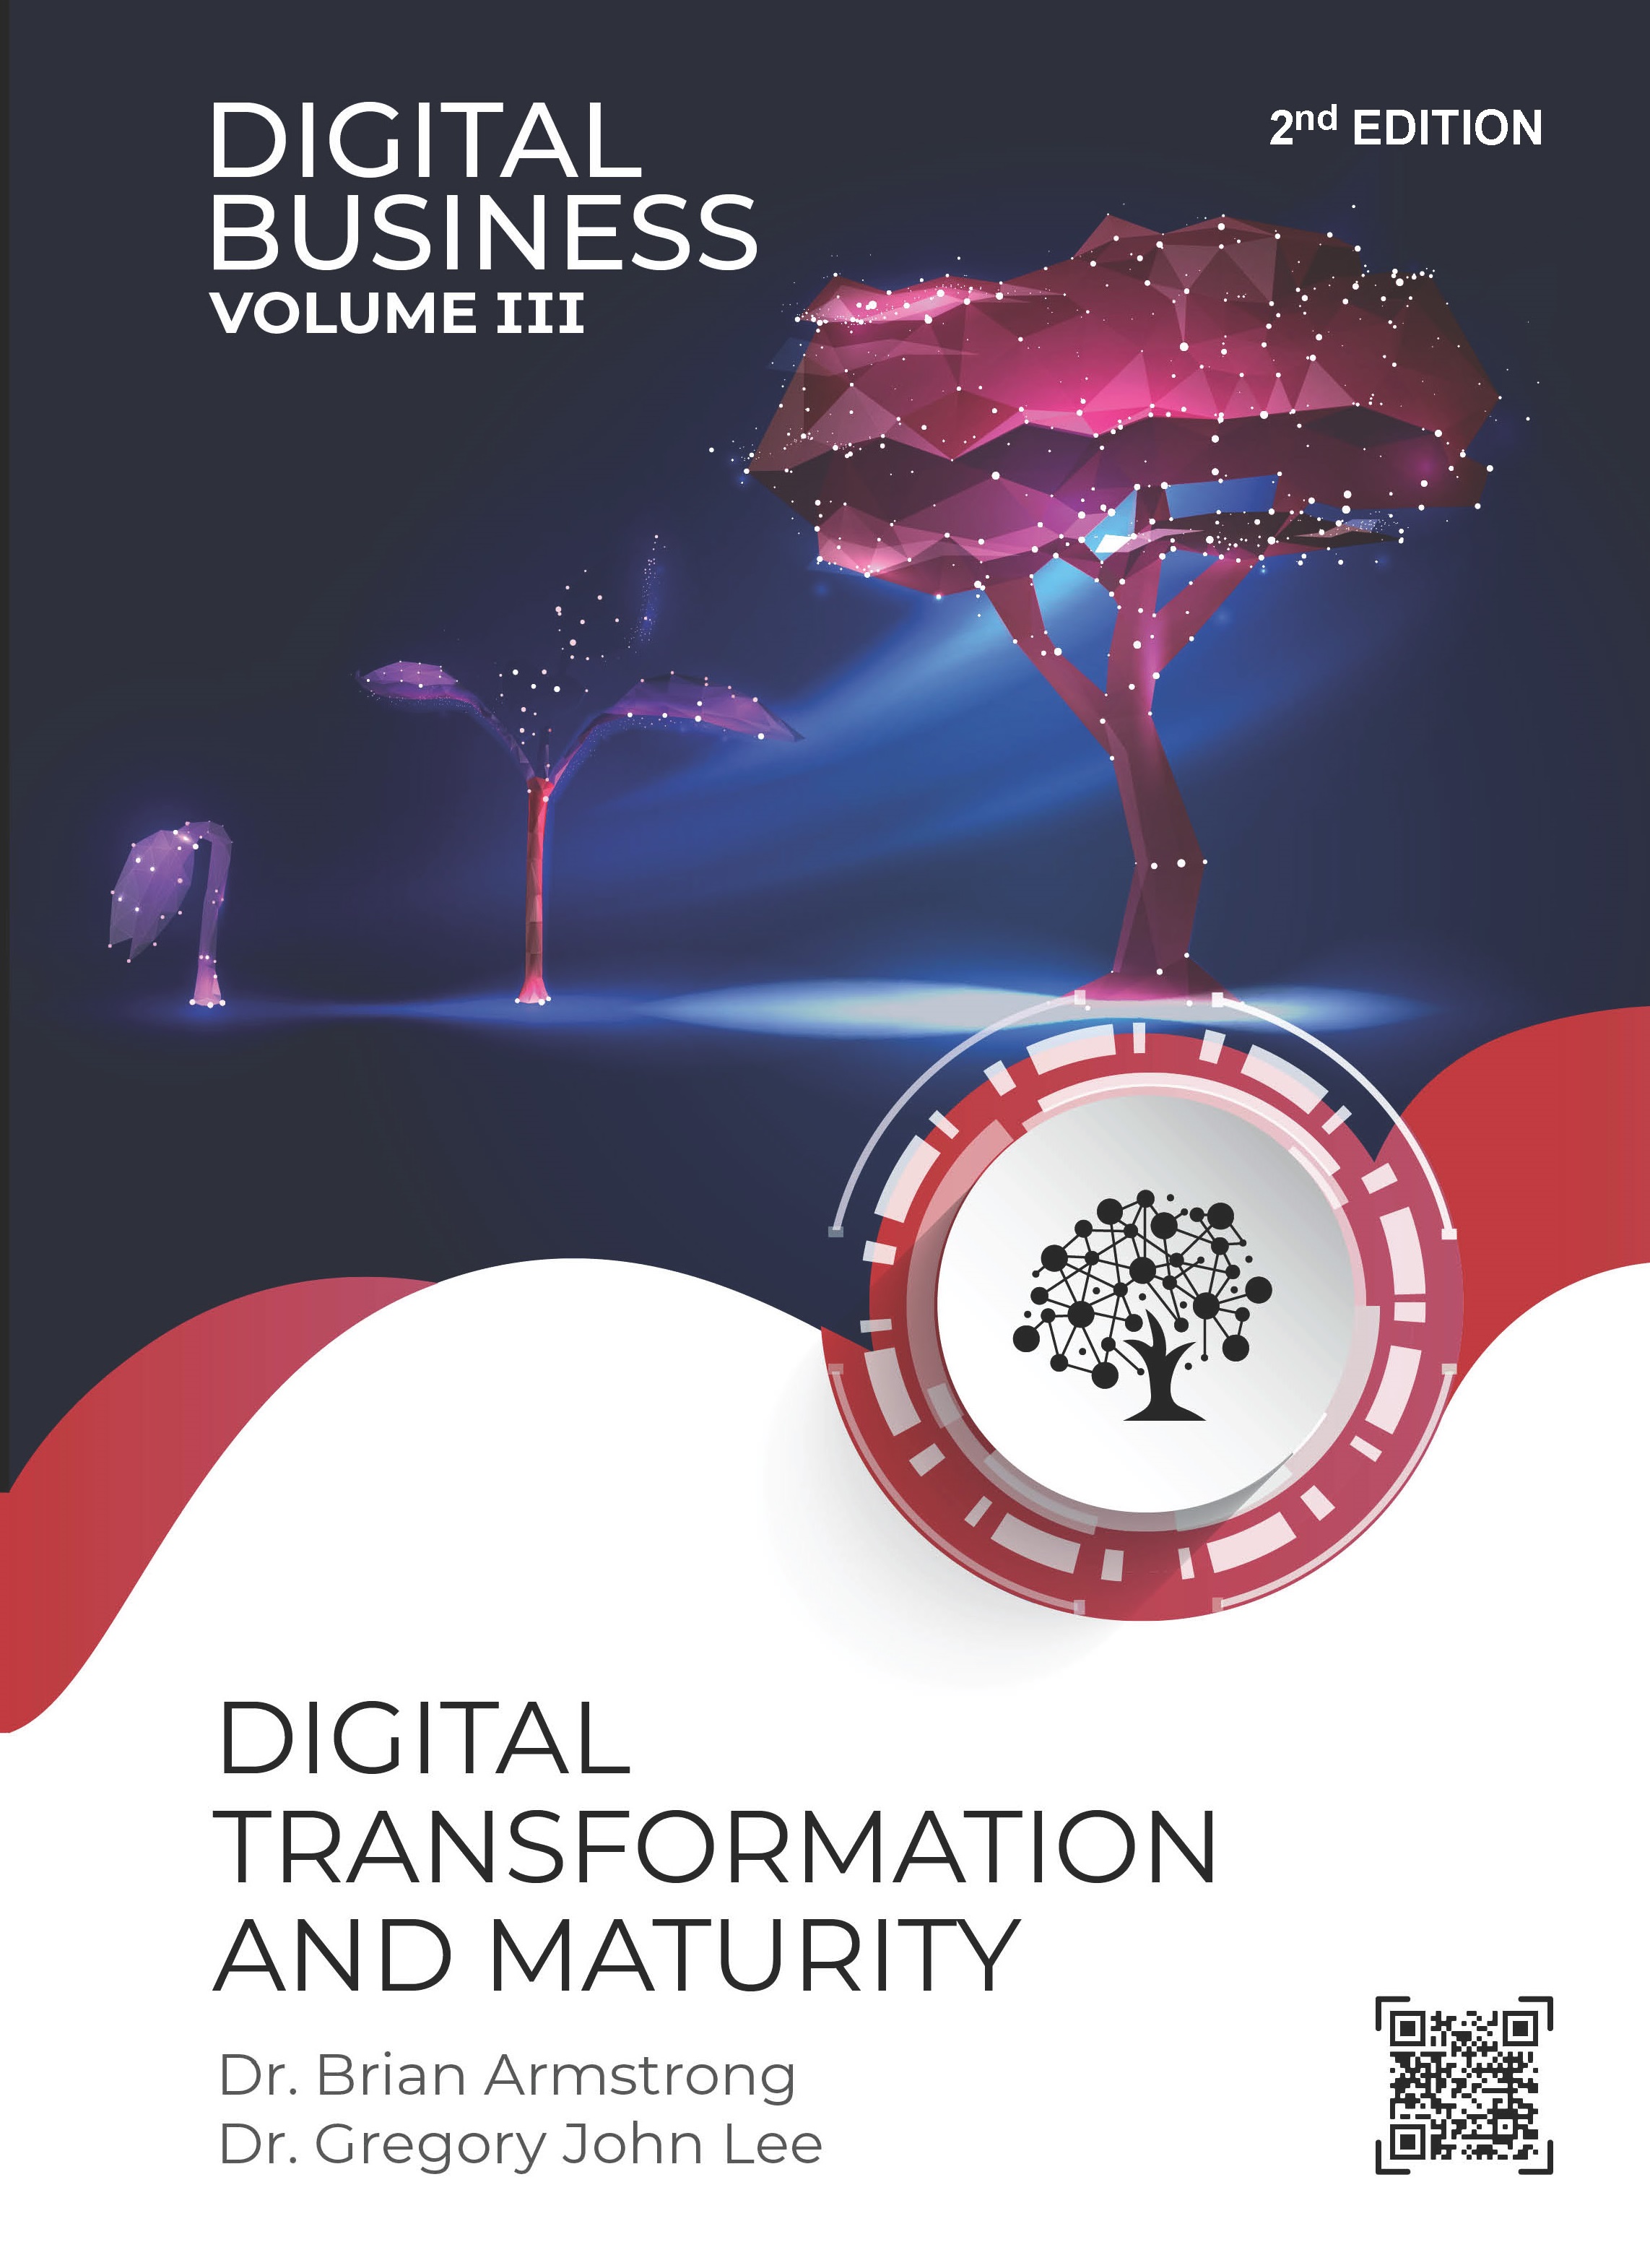 DIGITAL
BUSINESS
VOLUME III
2nd EDITION
DIGITAL
TRANSFORMATION
AND MATURITY
Dr. Brian Armstrong
Dr. Gregory John Lee